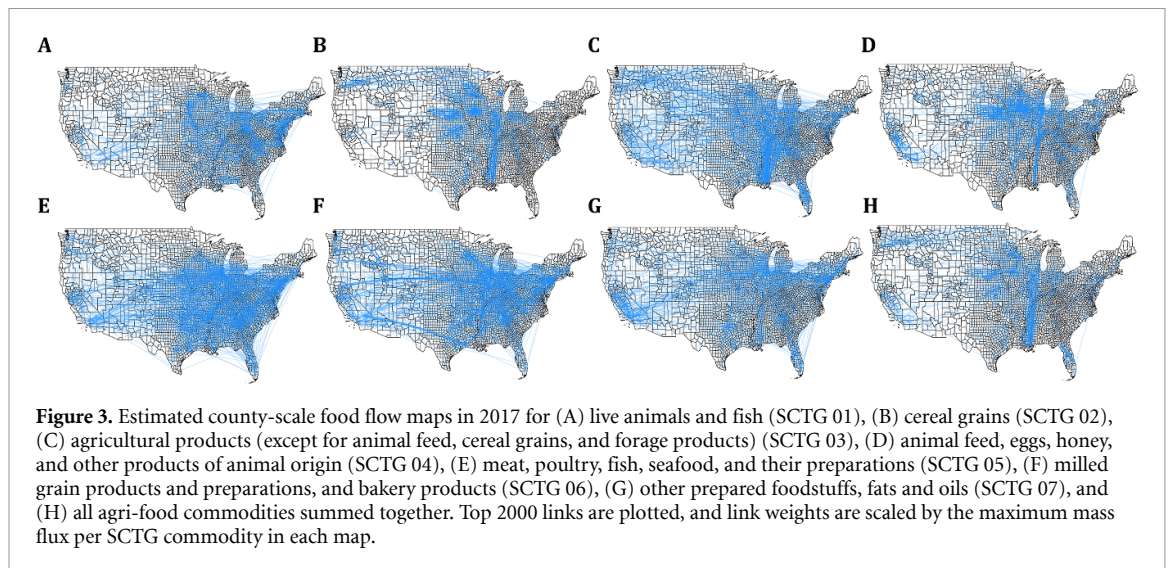 A
B
C
D
E
F
G
H
Figure 3. Estimated county-scale food flow maps in 2017 for (A) live animals and fish (SCTG 01), (B) cereal grains (SCTG 02),
(C) agricultural products (except for animal feed, cereal grains, and forage products) (SCTG 03), (D) animal feed, eggs, honey,
and other products of animal origin (SCTG 04), (E) meat, poultry, fish, seafood, and their preparations (SCTG 05), (F) milled
grain products and preparations, and bakery products (SCTG 06), (G) other prepared foodstuffs, fats and oils (SCTG 07), and
(H) all agri-food commodities summed together. Top 2000 links are plotted, and link weights are scaled by the maximum mass
flux per SCTG commodity in each map.